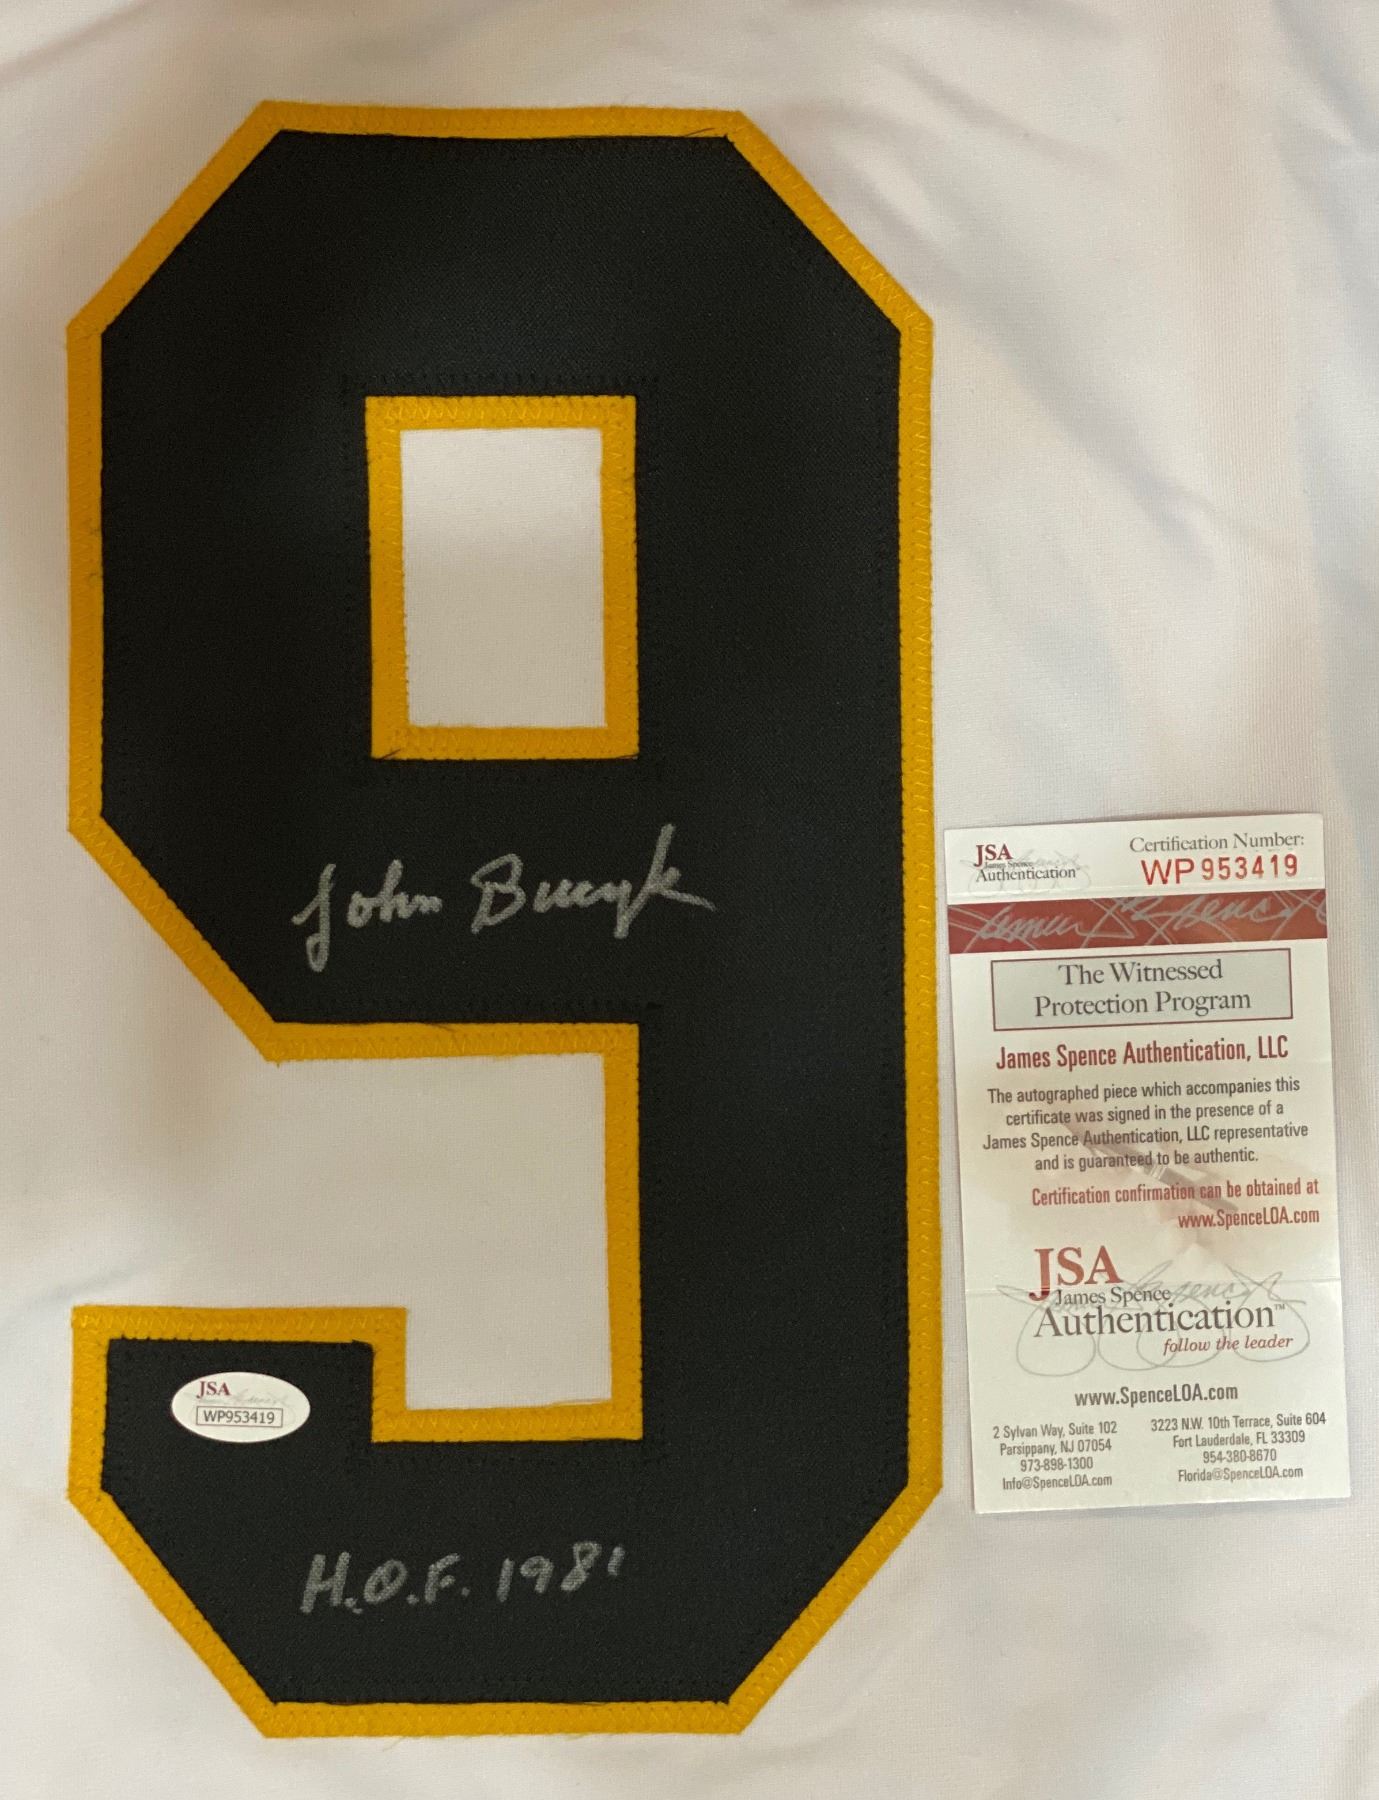 9
John Bucyk
JSA
WP953419
H.O.F. 1981
JSA
James Spence
Authentication
Certification Number:
WP953419
The Witnessed
Protection Program
James Spence Authentication, LLC
The autographed piece which accompanies this
certificate was signed in the presence of a
James Spence Authentication, LLC representative
and is guaranteed to be authentic.
Certification confirmation can be obtained at
www.SpenceLOA.com
JSA
James Spence
Authentication™
follow the leader
www.SpenceLOA.com
2 Sylvan Way, Suite 102
Parsippany, NJ 07054
973-898-1300
Info@SpenceLOA.com
3223 N.W. 10th Terrace, Suite 604
Fort Lauderdale, FL 33309
954-380-8670
Florida@SpenceLOA.com